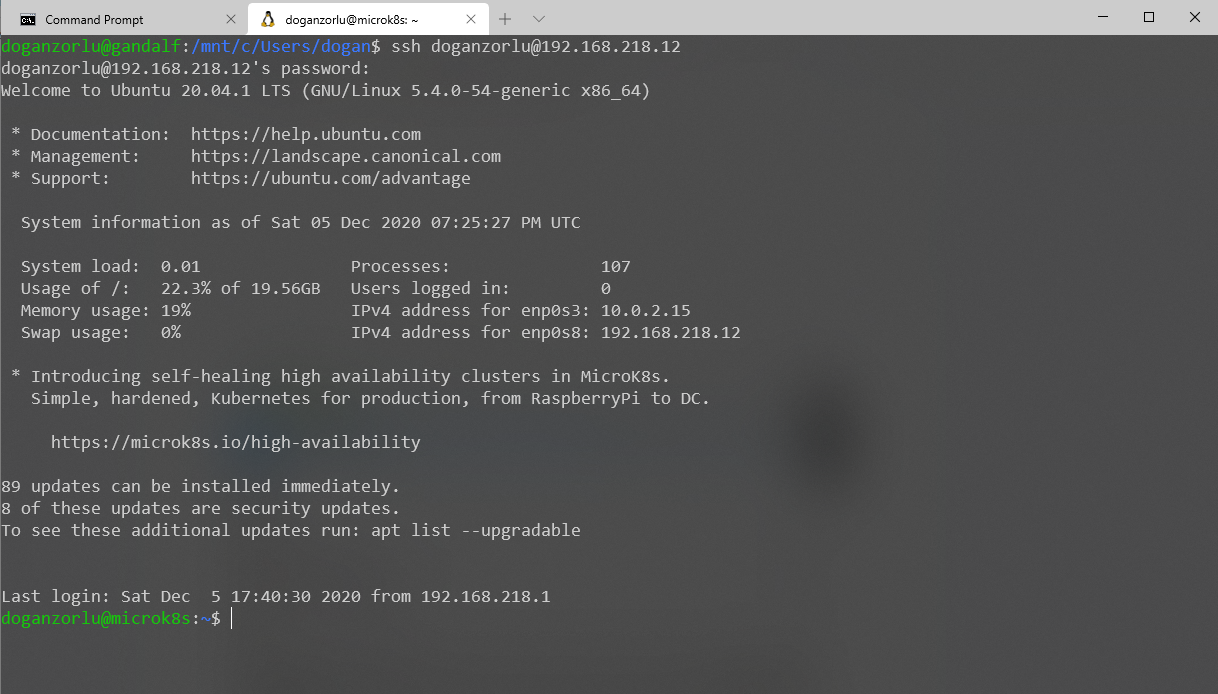 Command Prompt
doganzorlu@microk8s: ~
doganzorlu@gandalf:/mnt/c/Users/dogan$ ssh doganzorlu@192.168.218.12
doganzorlu@192.168.218.12's password:
Welcome to Ubuntu 20.04.1 LTS (GNU/Linux 5.4.0-54-generic x86_64)
* Documentation:  https://help.ubuntu.com
* Management:     https://landscape.canonical.com
* Support:        https://ubuntu.com/advantage
System information as of Sat 05 Dec 2020 07:25:27 PM UTC
System load:  0.01               Processes:               107
Usage of /:   22.3% of 19.56GB   Users logged in:         0
Memory usage: 19%                IPv4 address for enp0s3: 10.0.2.15
Swap usage:   0%                 IPv4 address for enp0s8: 192.168.218.12
* Introducing self-healing high availability clusters in MicroK8s.
Simple, hardened, Kubernetes for production, from RaspberryPi to DC.
https://microk8s.io/high-availability
89 updates can be installed immediately.
8 of these updates are security updates.
To see these additional updates run: apt list --upgradable
Last login: Sat Dec  5 17:40:30 2020 from 192.168.218.1
doganzorlu@microk8s:~$